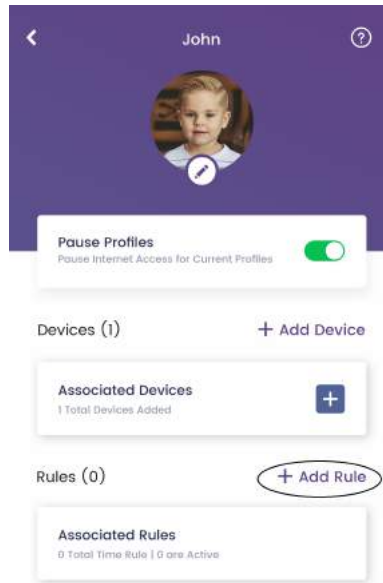 John
Pause Profiles
Pause Internet Access for Current Profiles
Devices (1)
+ Add Device
Associated Devices
1 Total Devices Added
Rules (0)
+ Add Rule
Associated Rules
0 Total Time Rule | 0 are Active